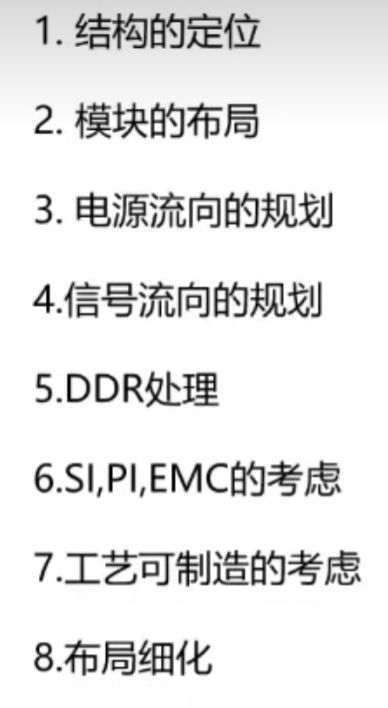 1. 结构的定位
2. 模块的布局
3. 电源流向的规划
4.信号流向的规划
5.DDR处理
6.SI,PI,EMC的考虑
7.工艺可制造的考虑
8.布局细化